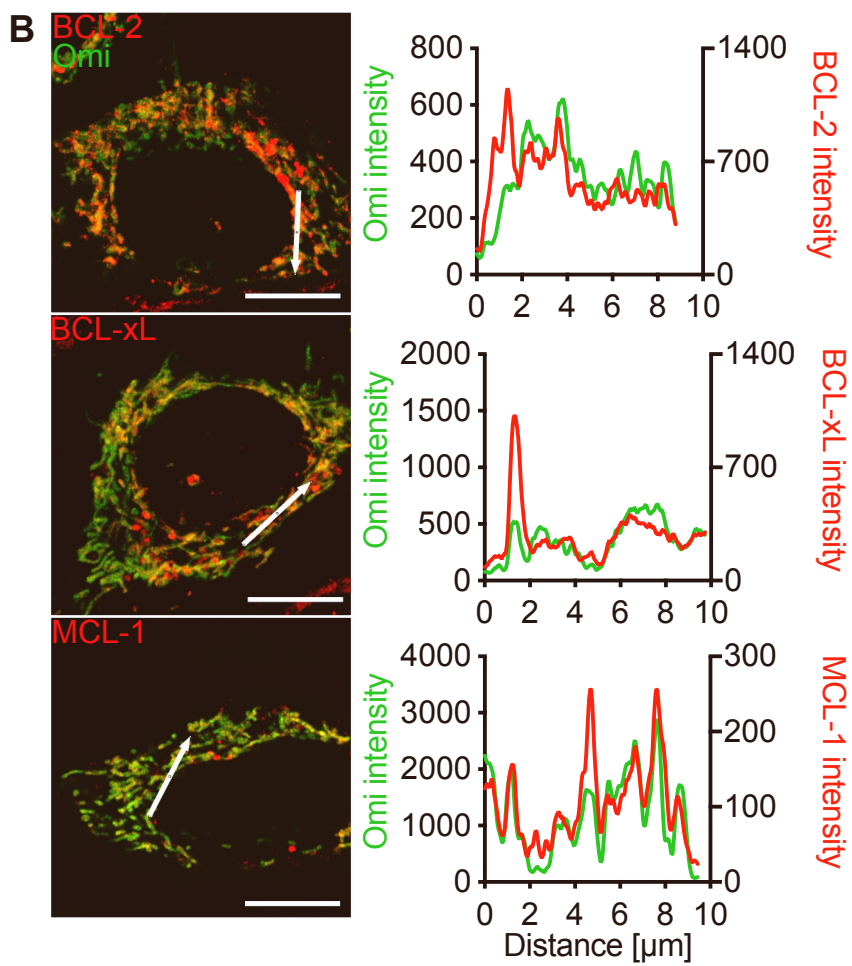 B
BCL-2
Omi
Omi intensity
800
600
400
200
0
1400
700
0
BCL-2 intensity
0 2 4 6 8 10
BCL-xL
Omi intensity
2000
1500
1000
500
0
1400
700
0
BCL-xL intensity
0 2 4 6 8 10
MCL-1
Omi intensity
4000
3000
2000
1000
0
300
200
100
0
MCL-1 intensity
0 2 4 6 8 10
Distance [µm]